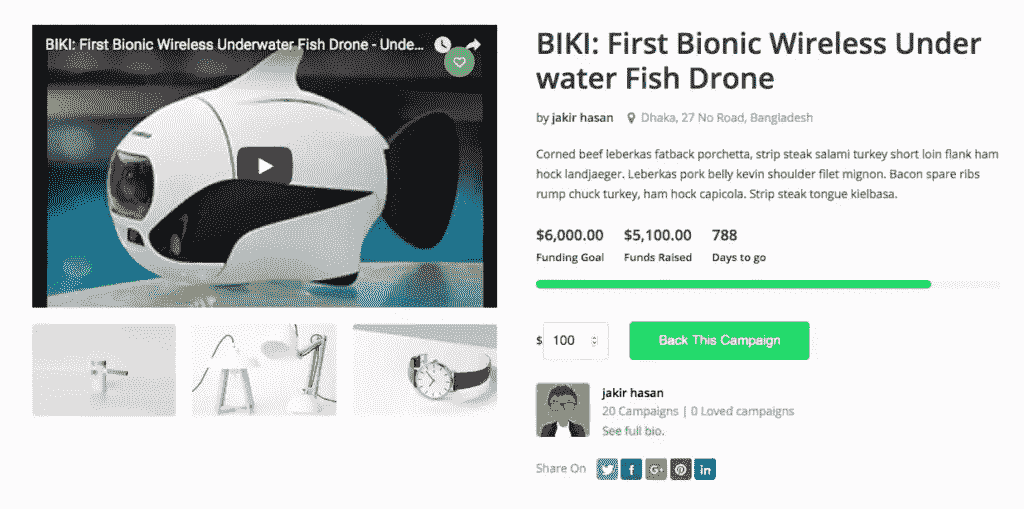 BIKI: First Bionic Wireless Underwater Fish Drone - Unde...
BIKI: First Bionic Wireless Under
water Fish Drone
by jakir hasan Dhaka, 27 No Road, Bangladesh
Corned beef leberkas fatback porchetta, strip steak salami turkey short loin flank ham
hock landjaeger. Leberkas pork belly kevin shoulder filet mignon. Bacon spare ribs
rump chuck turkey, ham hock capicola. Strip steak tongue kielbasa.
$6,000.00 $5,100.00 788
Funding Goal Funds Raised Days to go
$ 100 Back This Campaign
jakir hasan
20 Campaigns | 0 Loved campaigns
See full bio.
Share On f G+ in